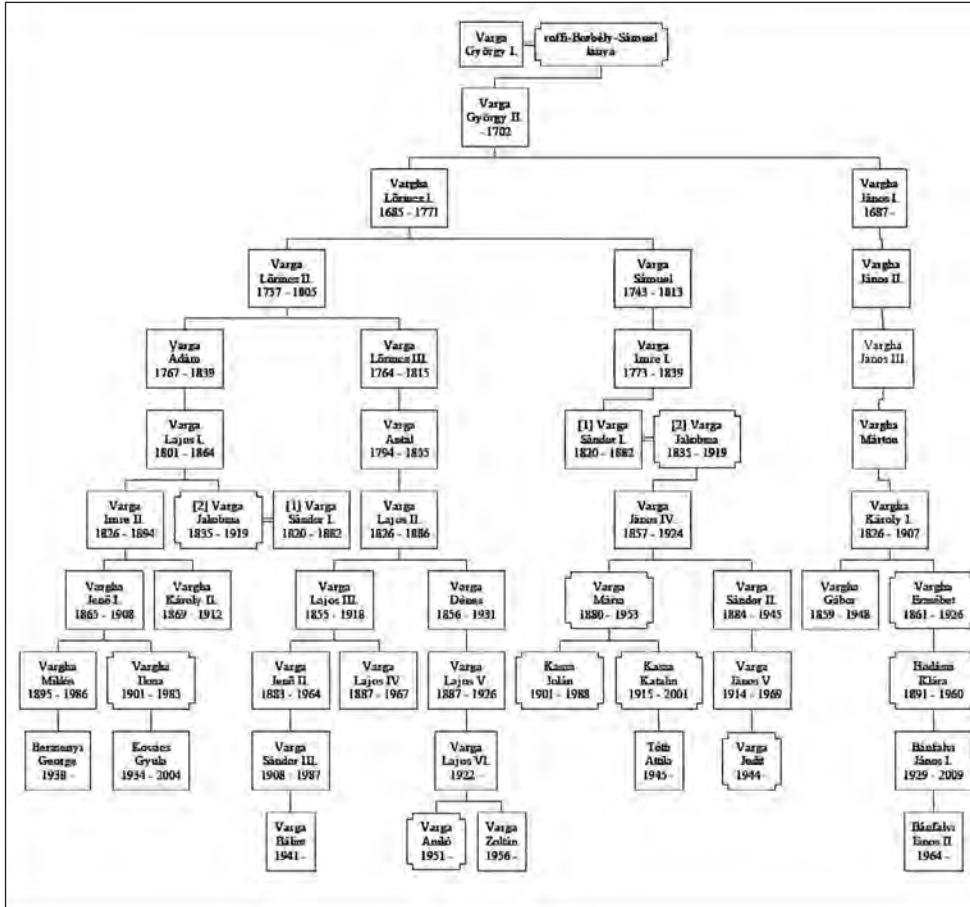 Varga
György I.
roffi-Borbély-Sámuel
lánya
Varga
György II.
- 1702
Vargha
Lőrincz I.
1685 - 1771
Vargha
János I.
1687 -
Varga
Lőrincz II.
1737 - 1805
Varga
Sámuel
1743 - 1813
Vargha
János II.
Varga
Ádám
1767 - 1839
Varga
Lőrincz III.
1764 - 1815
Varga
Imre I.
1773 - 1839
Vargha
János III.
Varga
Lajos I.
1801 - 1864
Varga
Antal
1794 - 1855
[1] Varga
Sándor I.
1820 - 1882
[2] Varga
Jakobina
1835 - 1919
Vargha
Márton
Varga
Imre II.
1826 - 1894
[2] Varga
Jakobina
1835 - 1919
[1] Varga
Sándor I.
1820 - 1882
Varga
Lajos II.
1826 - 1886
Varga
János IV.
1857 - 1924
Vargha
Károly I.
1826 - 1907
Vargha
Jenő I.
1865 - 1908
Vargha
Károly II.
1869 - 1912
Varga
Lajos III.
1855 - 1918
Varga
Dénes
1856 - 1931
Varga
Mária
1880 - 1953
Varga
Sándor II.
1884 - 1945
Vargha
Gábor
1859 - 1948
Vargha
Erzsébet
1861 - 1926
Vargha
Miklós
1895 - 1986
Vargha
Ilona
1901 - 1983
Varga
Jenő II.
1883 - 1964
Varga
Lajos IV.
1887 - 1967
Varga
Lajos V
1887 - 1926
Kasza
Jolán
1901 - 1988
Kasza
Katalin
1915 - 2001
Varga
János V
1914 - 1969
Klára
1891 - 1960
Berzsenyi
George
1938 -
Kovács
Gyula
1934 - 2004
Varga
Sándor III.
1908 - 1987
Varga
Lajos VI.
1922 -
Tóth
Attila
1945 -
Varga
Judit
1944 -
Bánfalvi
János I.
1929 - 2009
Varga
Bálint
1941 -
Varga
Anikó
1951 -
Varga
Zoltán
1956 -
Bánfalvi
János II.
1964 -